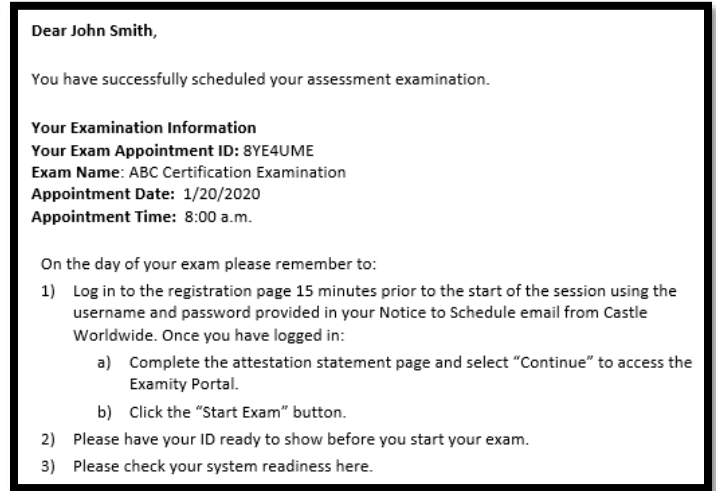 Dear John Smith,
You have successfully scheduled your assessment examination.
Your Examination Information
Your Exam Appointment ID: 8YE4UME
Exam Name: ABC Certification Examination
Appointment Date:  1/20/2020
Appointment Time:  8:00 a.m.
On the day of your exam please remember to:
1) Log in to the registration page 15 minutes prior to the start of the session using the
username and password provided in your Notice to Schedule email from Castle
Worldwide. Once you have logged in:
a) Complete the attestation statement page and select “Continue” to access the
Examity Portal.
b) Click the “Start Exam” button.
2) Please have your ID ready to show before you start your exam.
3) Please check your system readiness here.